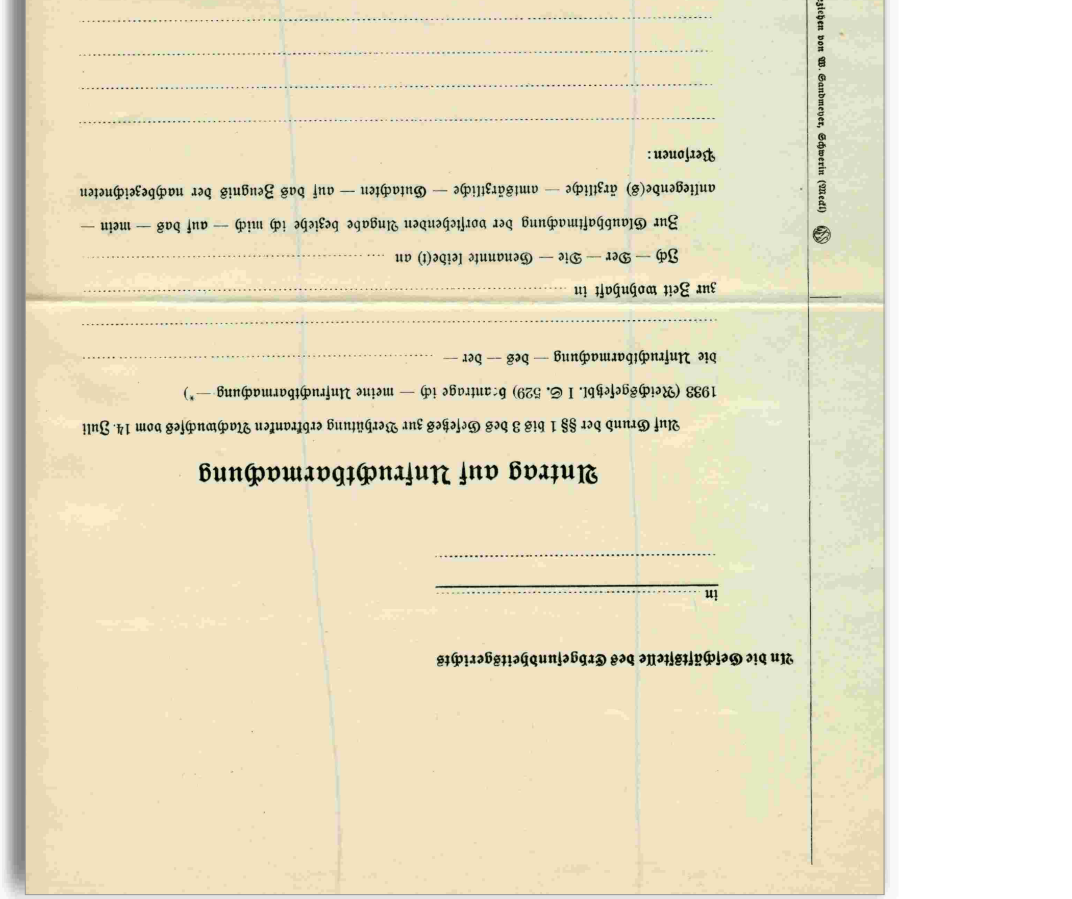 An die Geschäftsstelle des Erbgesundheitsgerichts
in
Antrag auf Unfruchtbarmachung
Auf Grund der §§ 1 bis 3 des Gesetzes zur Verhütung erbkranken Nachwuchses vom 14. Juli
1933 (Reichsgesetzbl. I S. 529) beantrage ich — meine Unfruchtbarmachung —*)
die Unfruchtbarmachung — des — der —
zur Zeit wohnhaft in
Ich — Der — Die — Genannte leide(t) an
Zur Glaubhaftmachung der vorstehenden Angabe beziehe ich mich — auf das — mein —
anliegende(s) ärztliche — amtsärztliche — Gutachten — auf das Zeugnis der nachbezeichneten
Personen:
von W. Sandmeyer, Schwerin (Meckl)